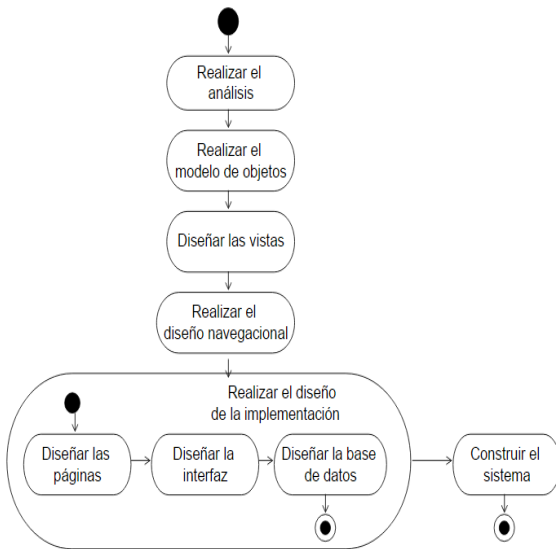 Realizar el
análisis
Realizar el
modelo de objetos
Diseñar las vistas
Realizar el
diseño navegacional
Realizar el diseño
de la implementación
Diseñar las
páginas
Diseñar la
interfaz
Diseñar la base
de datos
Construir el
sistema